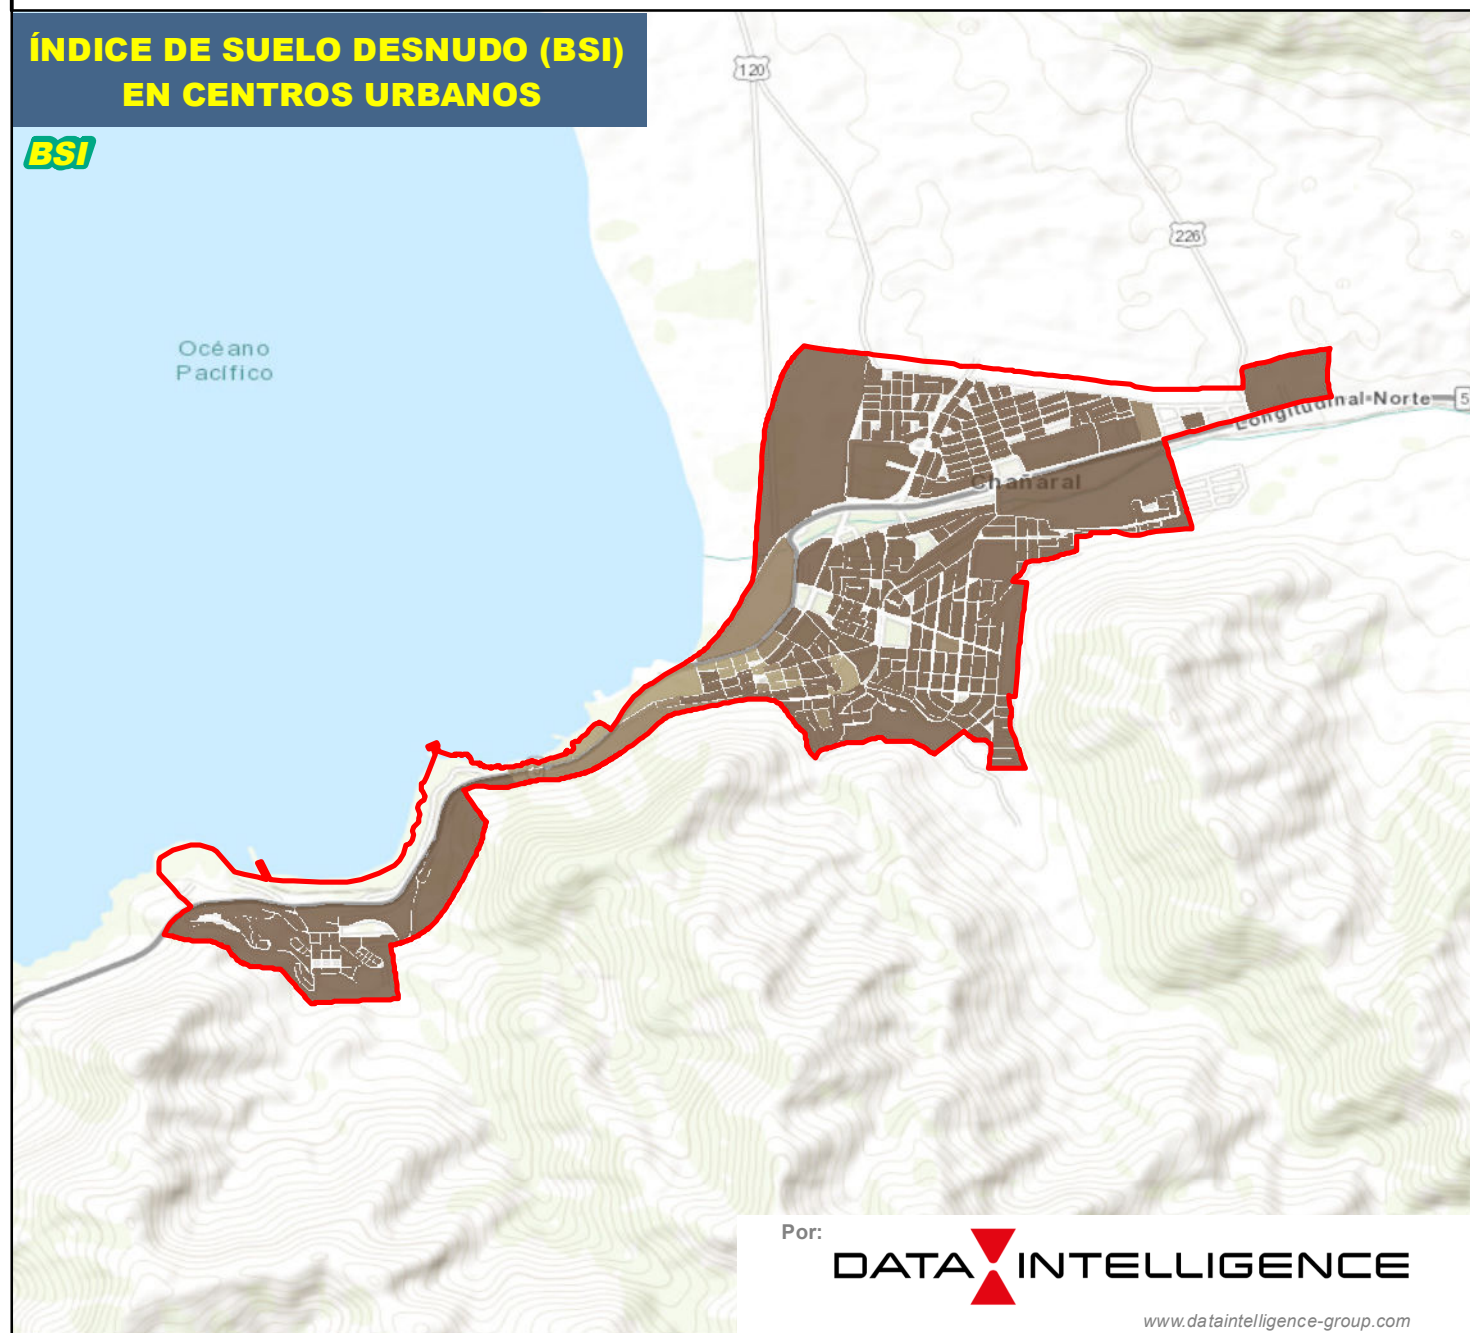 ÍNDICE DE SUELO DESNUDO (BSI)
EN CENTROS URBANOS
BSI
120
226
Océano
Pacífico
Longitudinal-Norte
5
Chañaral
Por:
DATA INTELLIGENCE
www.dataintelligence-group.com